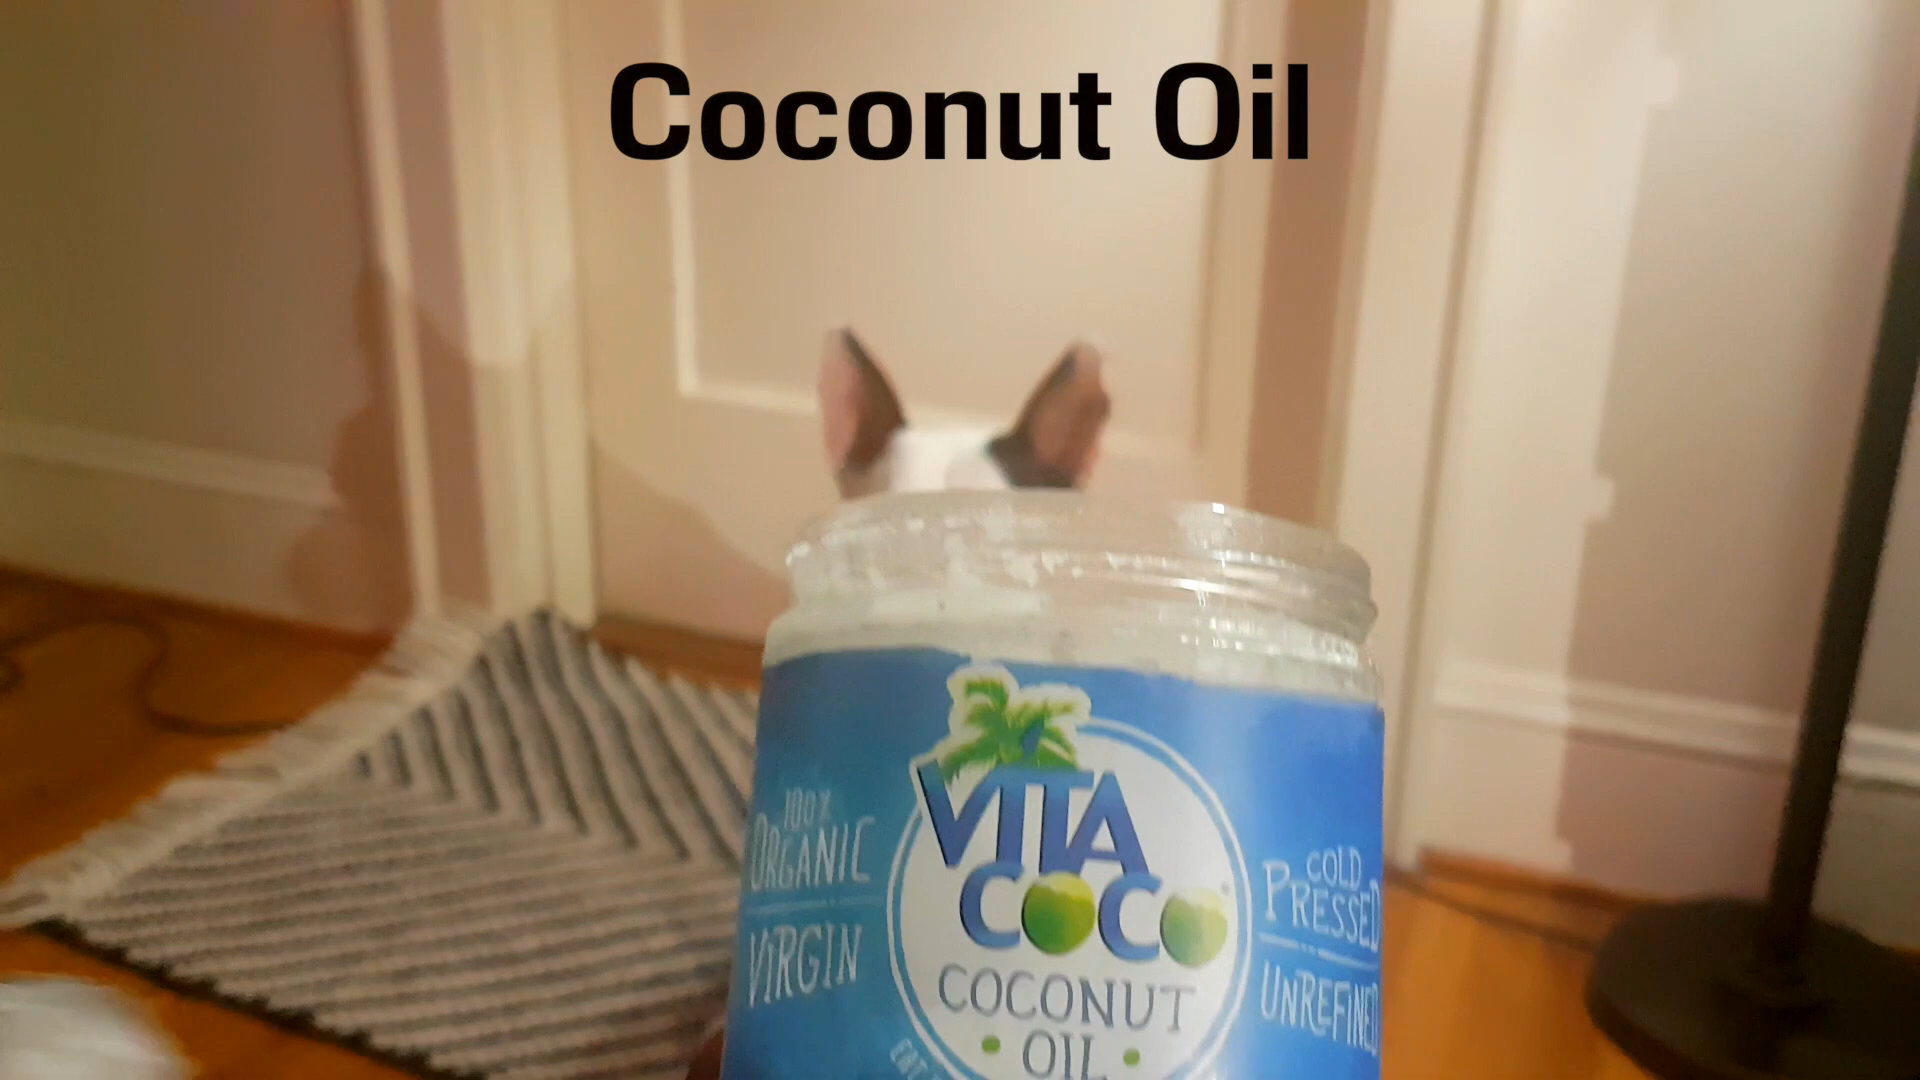 Coconut Oil
VITA
COCO
100%
ORGANIC
VIRGIN
COLD
PRESSED
UNREFINED
COCONUT
OIL